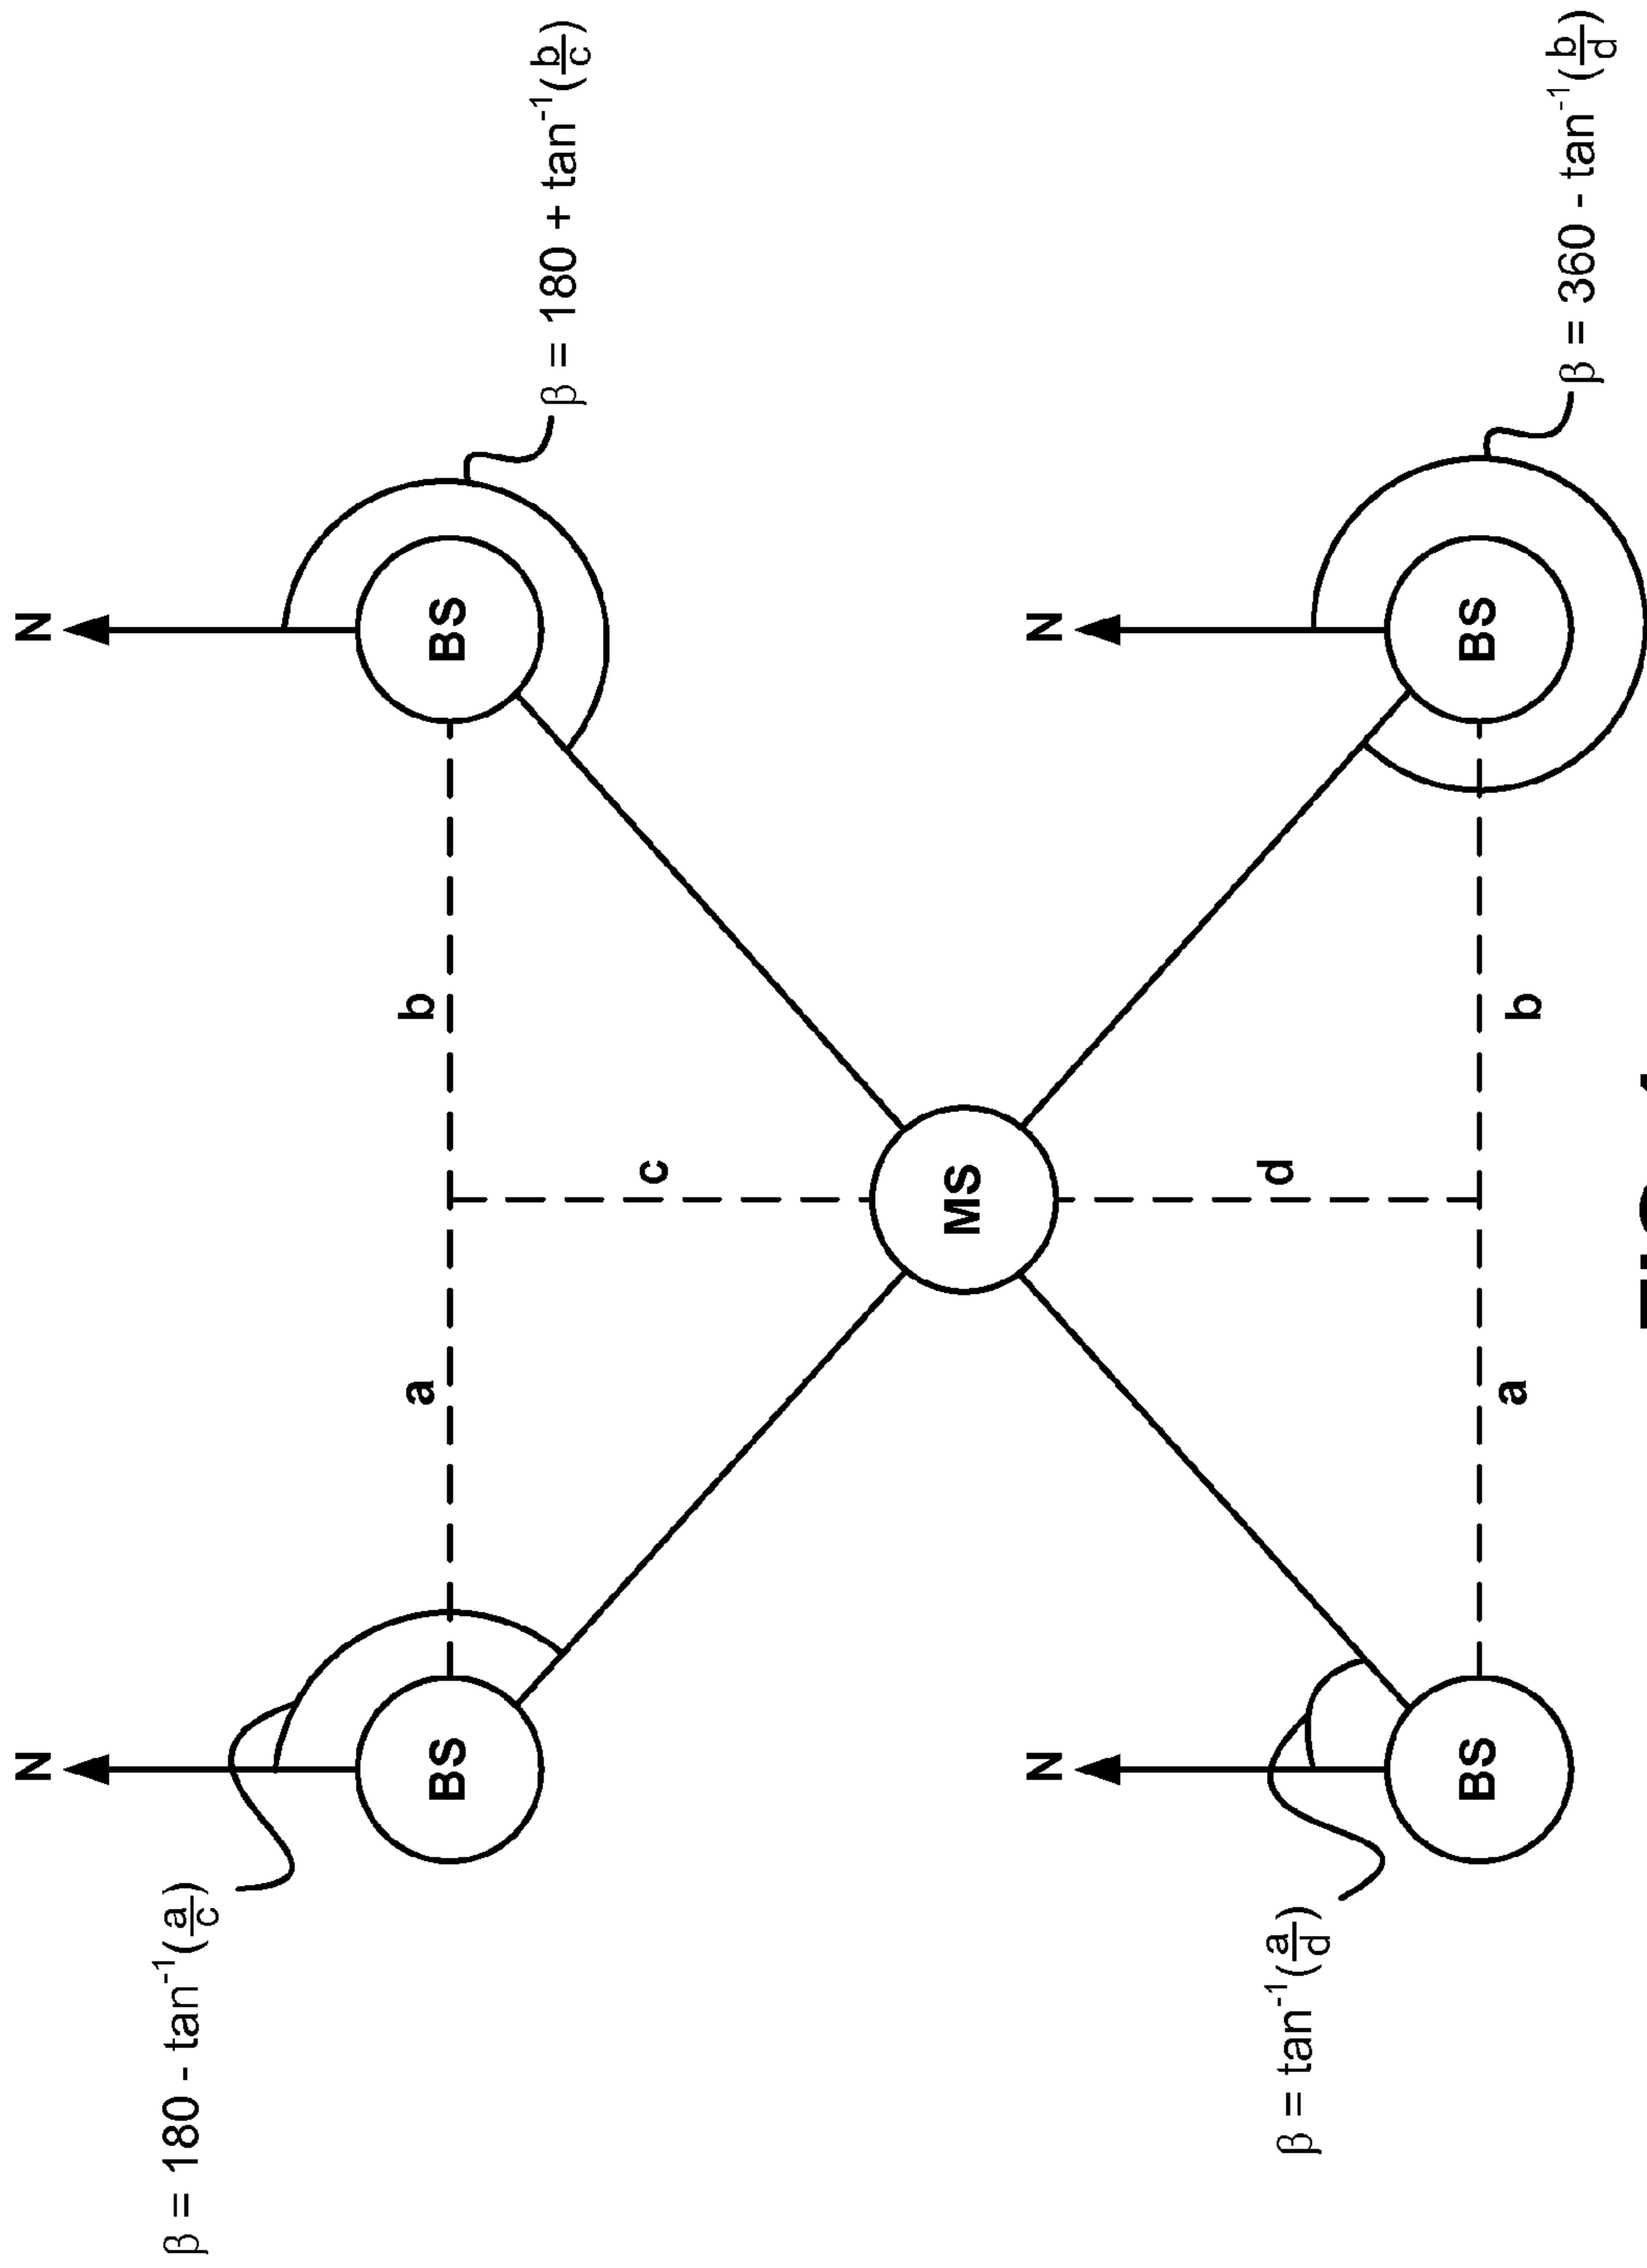 N
N
β = 180 - tan⁻¹(a/c)
a
b
BS
BS
β = 180 + tan⁻¹(b/c)
c
MS
N
N
d
β = tan⁻¹(a/d)
BS
BS
a
b
β = 360 - tan⁻¹(b/d)